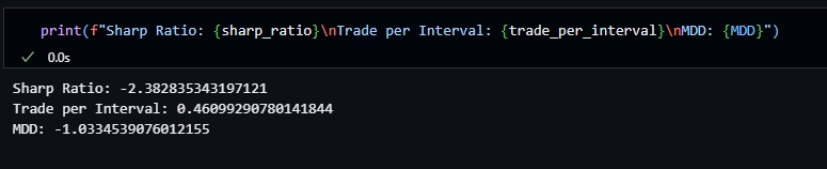 print(f"Sharp Ratio: {sharp_ratio}\nTrade per Interval: {trade_per_interval}\nMDD: {MDD}")
0.0s
Sharp Ratio: -2.382835343197121
Trade per Interval: 0.46099290780141844
MDD: -1.0334539076012155